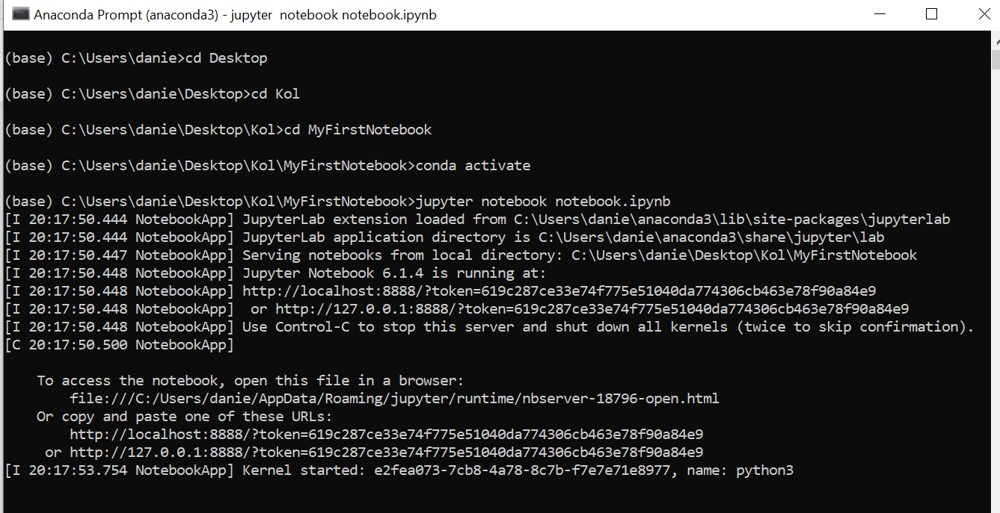 Anaconda Prompt (anaconda3) - jupyter  notebook notebook.ipynb
(base) C:\Users\danie>cd Desktop
(base) C:\Users\danie\Desktop>cd Kol
(base) C:\Users\danie\Desktop\Kol>cd MyFirstNotebook
(base) C:\Users\danie\Desktop\Kol\MyFirstNotebook>conda activate
(base) C:\Users\danie\Desktop\Kol\MyFirstNotebook>jupyter notebook notebook.ipynb
[I 20:17:50.444 NotebookApp] JupyterLab extension loaded from C:\Users\danie\anaconda3\lib\site-packages\jupyterlab
[I 20:17:50.444 NotebookApp] JupyterLab application directory is C:\Users\danie\anaconda3\share\jupyter\lab
[I 20:17:50.447 NotebookApp] Serving notebooks from local directory: C:\Users\danie\Desktop\Kol\MyFirstNotebook
[I 20:17:50.448 NotebookApp] Jupyter Notebook 6.1.4 is running at:
[I 20:17:50.448 NotebookApp] http://localhost:8888/?token=619c287ce33e74f775e51040da774306cb463e78f90a84e9
[I 20:17:50.448 NotebookApp]  or http://127.0.0.1:8888/?token=619c287ce33e74f775e51040da774306cb463e78f90a84e9
[I 20:17:50.448 NotebookApp] Use Control-C to stop this server and shut down all kernels (twice to skip confirmation).
[C 20:17:50.500 NotebookApp]
    To access the notebook, open this file in a browser:
        file:///C:/Users/danie/AppData/Roaming/jupyter/runtime/nbserver-18796-open.html
    Or copy and paste one of these URLs:
        http://localhost:8888/?token=619c287ce33e74f775e51040da774306cb463e78f90a84e9
     or http://127.0.0.1:8888/?token=619c287ce33e74f775e51040da774306cb463e78f90a84e9
[I 20:17:53.754 NotebookApp] Kernel started: e2fea073-7cb8-4a78-8c7b-f7e7e71e8977, name: python3